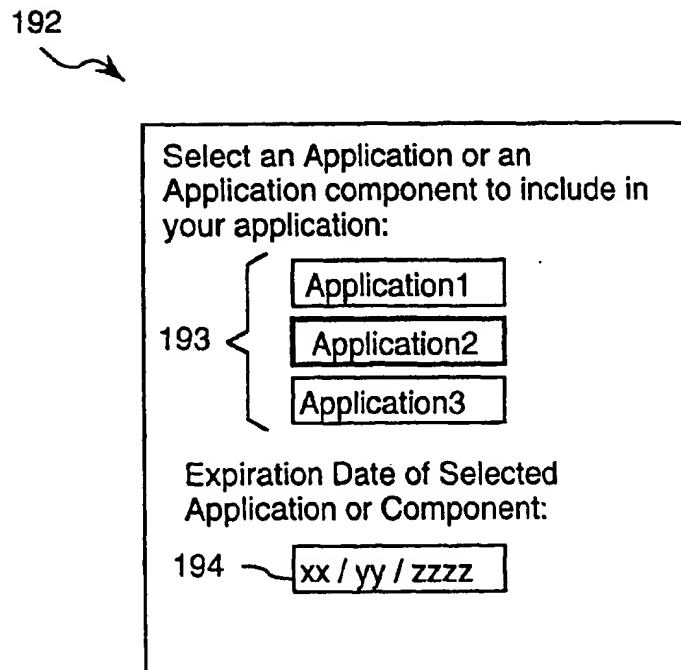 192
Select an Application or an
Application component to include in
your application:
Application1
193
Application2
Application3
Expiration Date of Selected
Application or Component:
194
xx / yy / zzzz